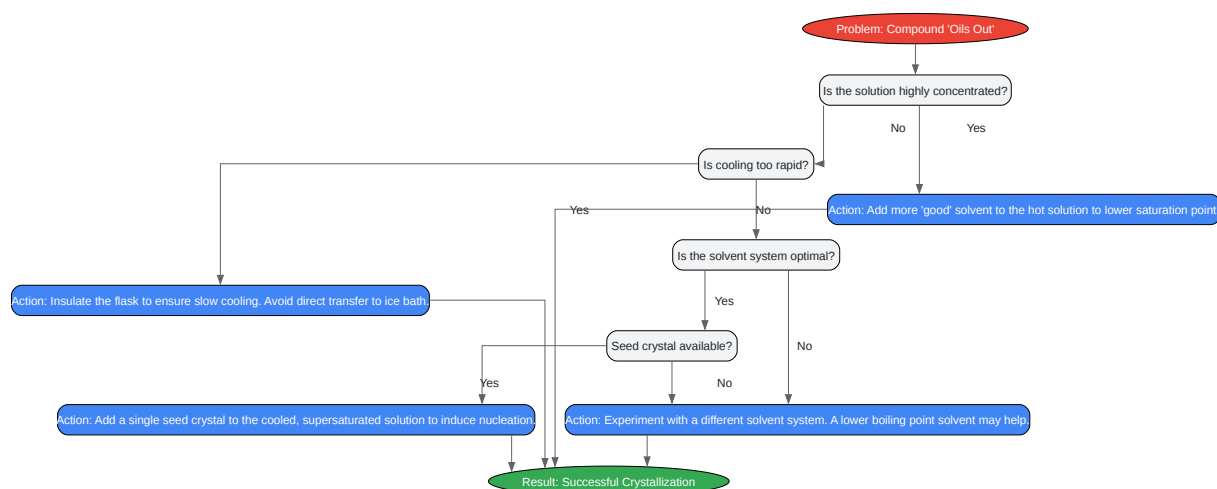 Problem: Compound 'Oils Out'
Is the solution highly concentrated?
No
Yes
Is cooling too rapid?
Yes
No
Action: Add more 'good' solvent to the hot solution to lower saturation point.
Is the solvent system optimal?
Action: Insulate the flask to ensure slow cooling. Avoid direct transfer to ice bath.
Yes
Seed crystal available?
No
Yes
No
Action: Add a single seed crystal to the cooled, supersaturated solution to induce nucleation.
Action: Experiment with a different solvent system. A lower boiling point solvent may help.
Result: Successful Crystallization